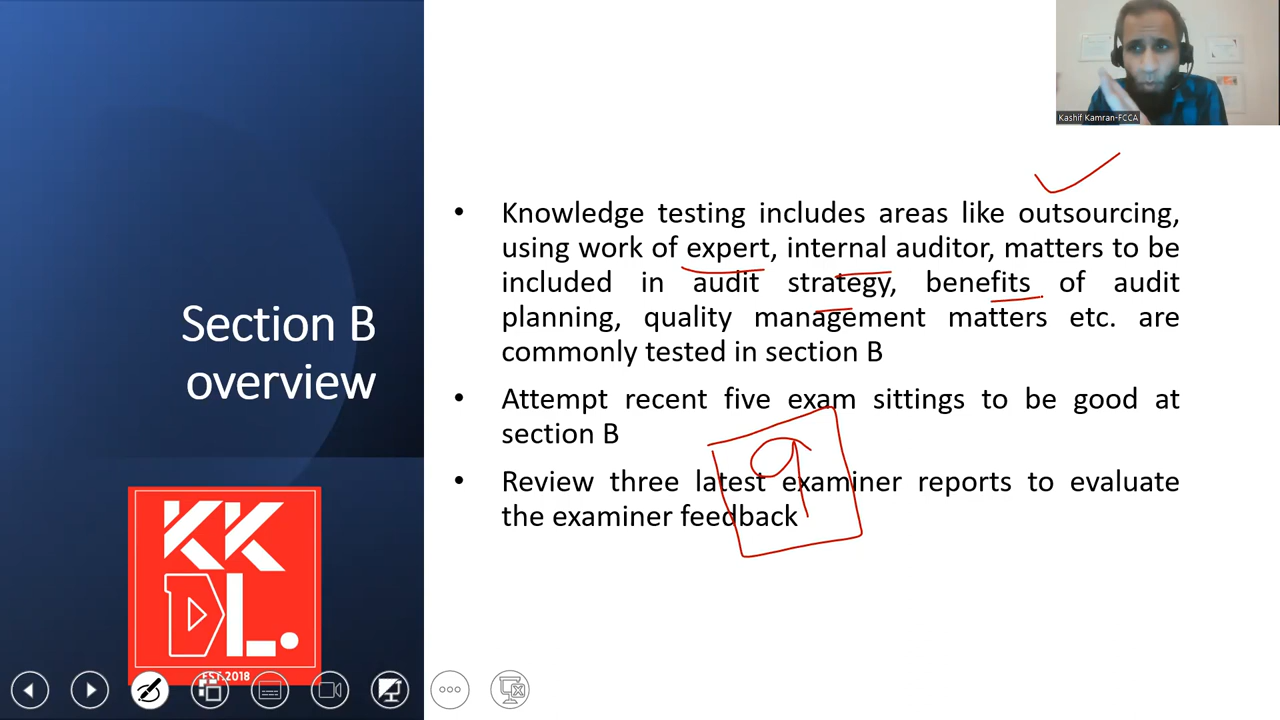 Kashif Kamran-FCCA
Knowledge testing includes areas like outsourcing,
using work of expert, internal auditor, matters to be
included in audit strategy, benefits of audit
planning, quality management matters etc. are
commonly tested in section B
Section B
overview
Attempt recent five exam sittings to be good at
section B
9
Review three latest examiner reports to evaluate
the examiner feedback
KK
DL.
EST.2018